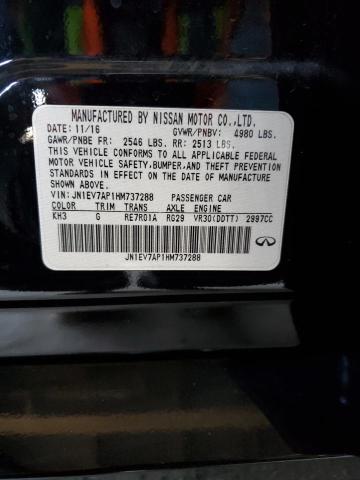 MANUFACTURED BY NISSAN MOTOR CO.,LTD.
DATE: 11/16 GVWR/PNBV: 4980 LBS.
GAWR/PNBE FR: 2546 LBS. RR: 2513 LBS.
THIS VEHICLE CONFORMS TO ALL APPLICABLE FEDERAL
MOTOR VEHICLE SAFETY,BUMPER,AND THEFT PREVENTION
STANDARDS IN EFFECT ON THE DATE OF MANUFACTURE
SHOWN ABOVE.
VIN: JN1EV7AP1HM737288 PASSENGER CAR
COLOR TRIM TRANS AXLE ENGINE
KH3 G RE7R01A RG29 VR30(DDTT) 2997CC
JN1EV7AP1HM737288